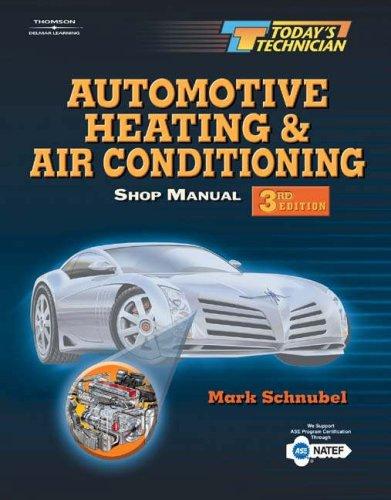 THOMSON
DELMAR LEARNING
TODAY'S
TECHNICIAN
AUTOMOTIVE
HEATING &
AIR CONDITIONING
SHOP MANUAL
3RD EDITION
Mark Schnubel
We Support
ASE Program Certification
Through
ASE NATEF